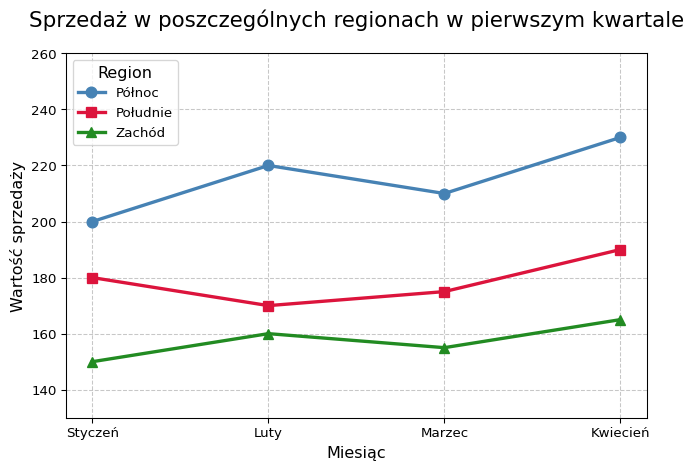 Sprzedaż w poszczególnych regionach w pierwszym kwartale
Region
Północ
Południe
Zachód
Wartość sprzedaży
260
240
220
200
180
160
140
Styczeń Luty Marzec Kwiecień
Miesiąc